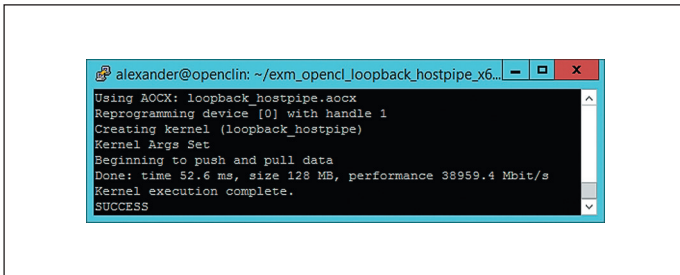 alexander@openclin: ~/exm_opencl_loopback_hostpipe_x6...
Using AOCX: loopback_hostpipe.aocx
Reprogramming device [0] with handle 1
Creating kernel (loopback_hostpipe)
Kernel Args Set
Beginning to push and pull data
Done: time 52.6 ms, size 128 MB, performance 38959.4 Mbit/s
Kernel execution complete.
SUCCESS